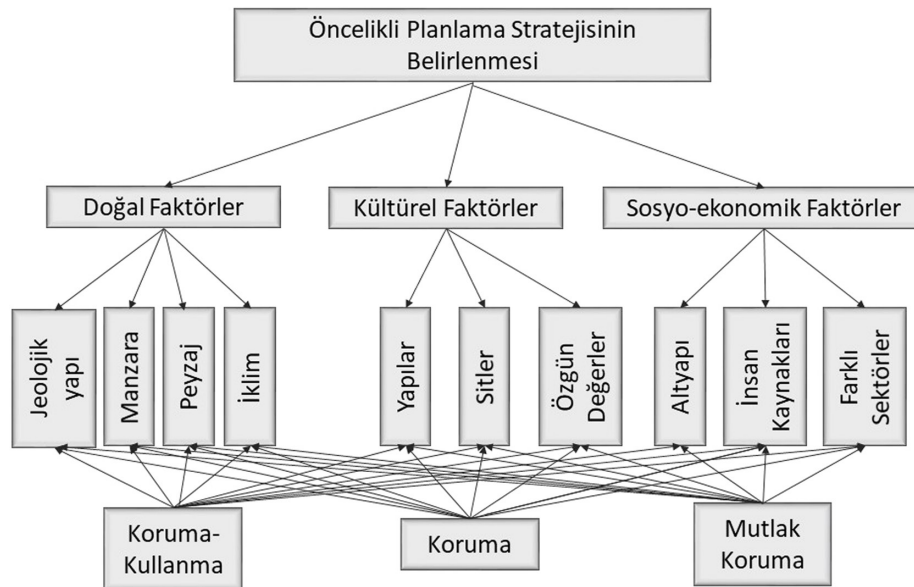 Öncelikli Planlama Stratejisinin
Belirlenmesi
Doğal Faktörler
Kültürel Faktörler
Sosyo-ekonomik Faktörler
Jeolojik
yapı
Manzara
Peyzaj
İklim
Yapılar
Sitler
Özgün
Değerler
Altyapı
İnsan
Kaynakları
Farklı
Sektörler
Koruma-
Kullanma
Koruma
Mutlak
Koruma